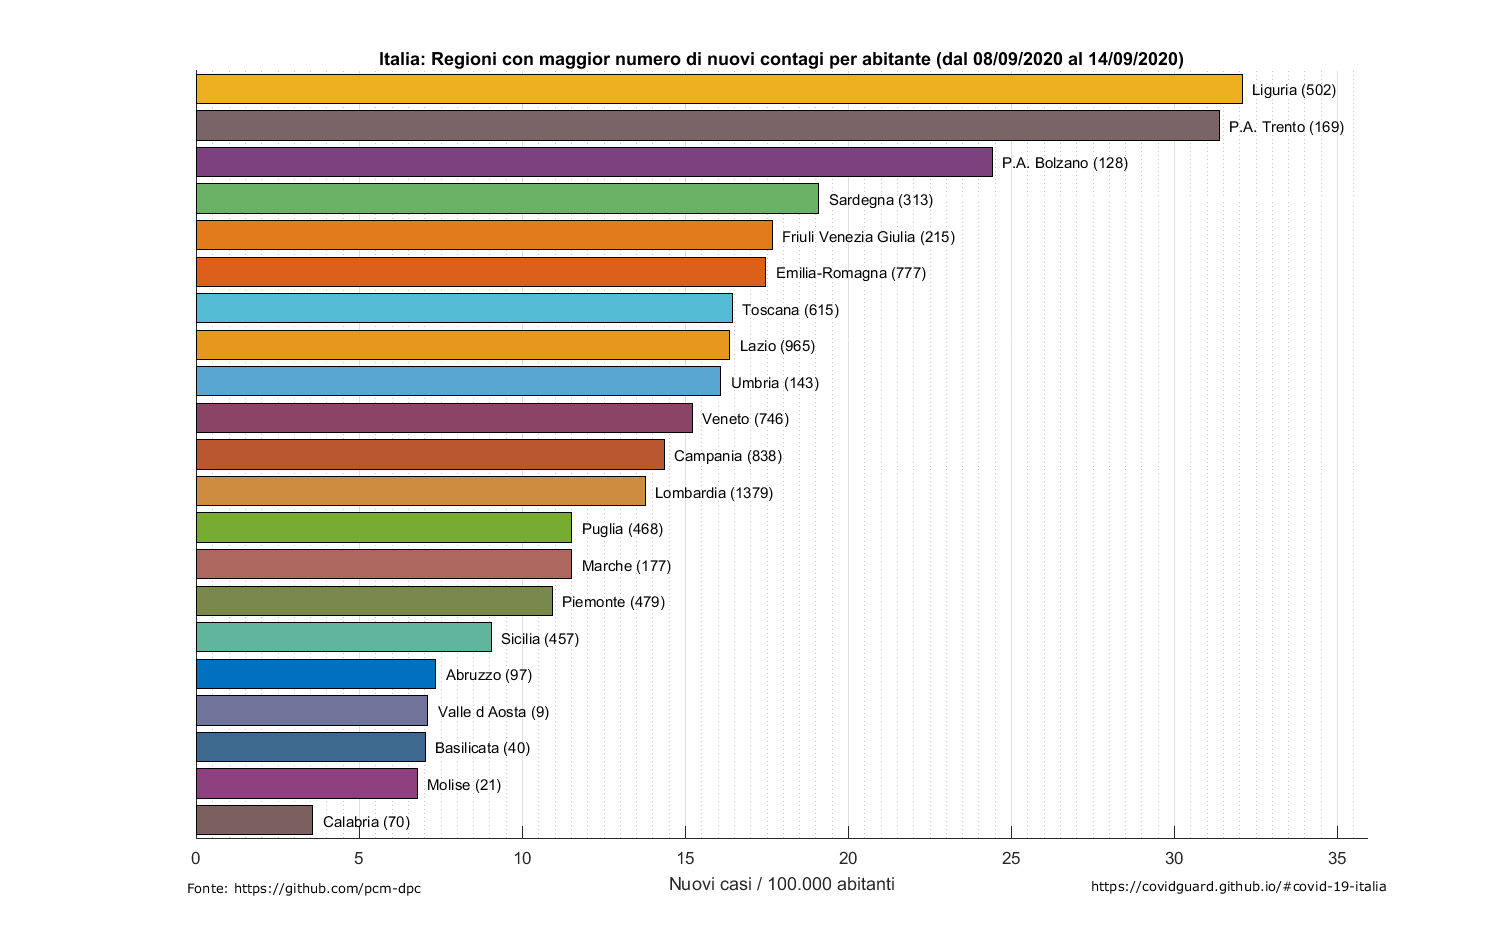 Italia: Regioni con maggior numero di nuovi contagi per abitante (dal 08/09/2020 al 14/09/2020)
Liguria (502)
P.A. Trento (169)
P.A. Bolzano (128)
Sardegna (313)
Friuli Venezia Giulia (215)
Emilia-Romagna (777)
Toscana (615)
Lazio (965)
Umbria (143)
Veneto (746)
Campania (838)
Lombardia (1379)
Puglia (468)
Marche (177)
Piemonte (479)
Sicilia (457)
Abruzzo (97)
Valle d Aosta (9)
Basilicata (40)
Molise (21)
Calabria (70)
0 5 10 15 20 25 30 35
Nuovi casi / 100.000 abitanti
Fonte: https://github.com/pcm-dpc
https://covidguard.github.io/#covid-19-italia